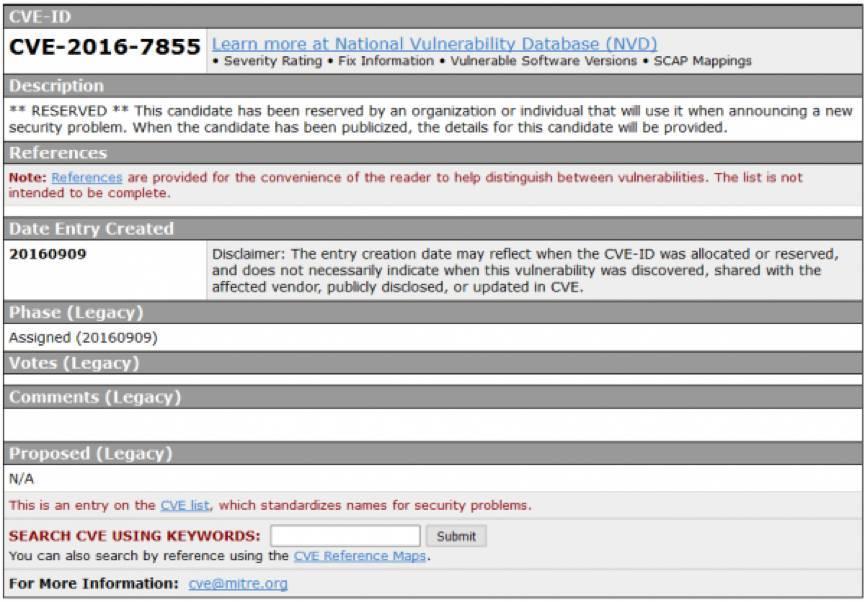 CVE-ID
CVE-2016-7855 Learn more at National Vulnerability Database (NVD)
• Severity Rating • Fix Information • Vulnerable Software Versions • SCAP Mappings
Description
** RESERVED ** This candidate has been reserved by an organization or individual that will use it when announcing a new
security problem. When the candidate has been publicized, the details for this candidate will be provided.
References
Note: References are provided for the convenience of the reader to help distinguish between vulnerabilities. The list is not
intended to be complete.
Date Entry Created
20160909 Disclaimer: The entry creation date may reflect when the CVE-ID was allocated or reserved,
and does not necessarily indicate when this vulnerability was discovered, shared with the
affected vendor, publicly disclosed, or updated in CVE.
Phase (Legacy)
Assigned (20160909)
Votes (Legacy)
Comments (Legacy)
Proposed (Legacy)
N/A
This is an entry on the CVE list, which standardizes names for security problems.
SEARCH CVE USING KEYWORDS: Submit
You can also search by reference using the CVE Reference Maps.
For More Information: cve@mitre.org